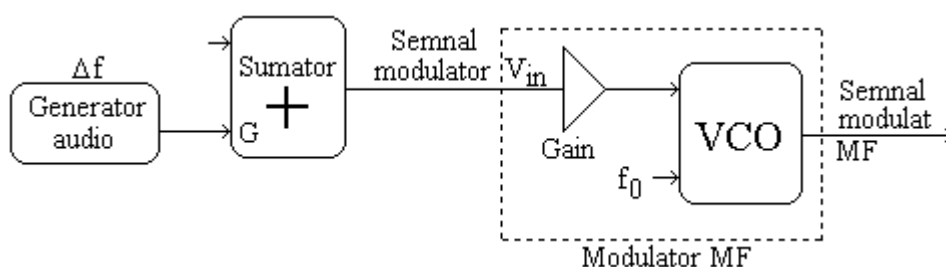 Δf
Generator
audio
Sumator
+
G
Semnal
modulator
Vin
Gain
f0
VCO
Semnal
modulat
MF
Modulator MF